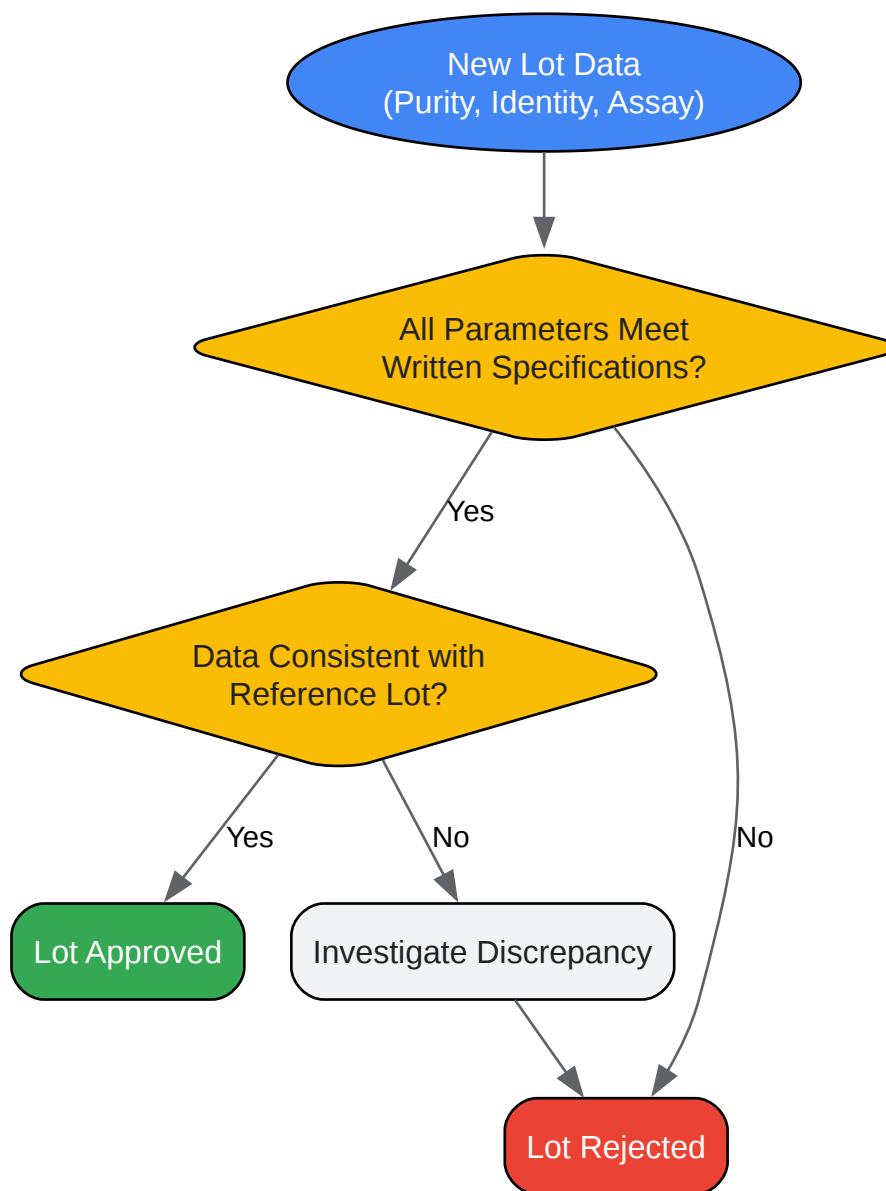 New Lot Data
(Purity, Identity, Assay)
All Parameters Meet
Written Specifications?
Yes
Data Consistent with
Reference Lot?
Yes
No
No
Lot Approved
Investigate Discrepancy
Lot Rejected